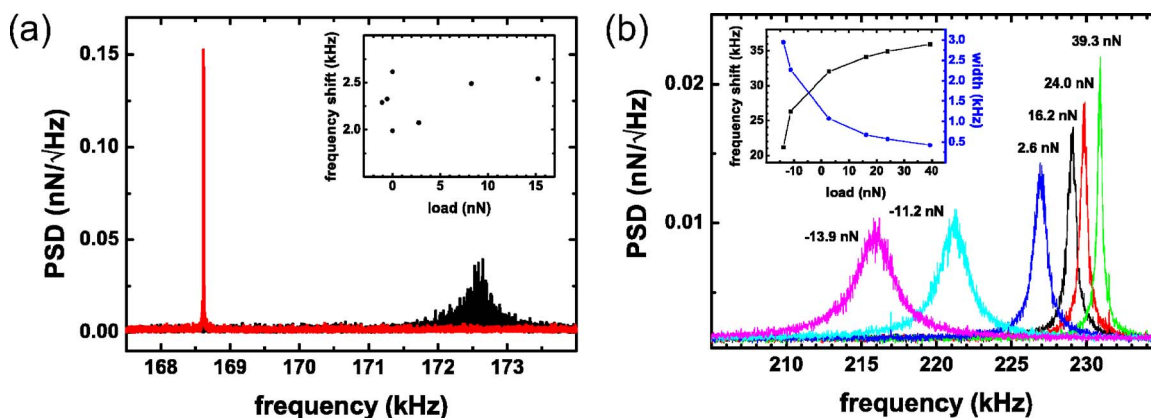 (a)
PSD (nN/√Hz)
0.15
0.10
0.05
0.00
168 169 170 171 172 173
frequency (kHz)
frequency shift (kHz)
2.5
2.0
0 5 10 15
load (nN)
(b)
PSD (nN/√Hz)
0.02
0.01
210 215 220 225 230
frequency (kHz)
frequency shift (kHz)
35
30
25
20
-10 0 10 20 30 40
load (nN)
3.0
2.5
2.0
1.5
1.0
0.5
width (kHz)
39.3 nN
24.0 nN
16.2 nN
2.6 nN
-11.2 nN
-13.9 nN